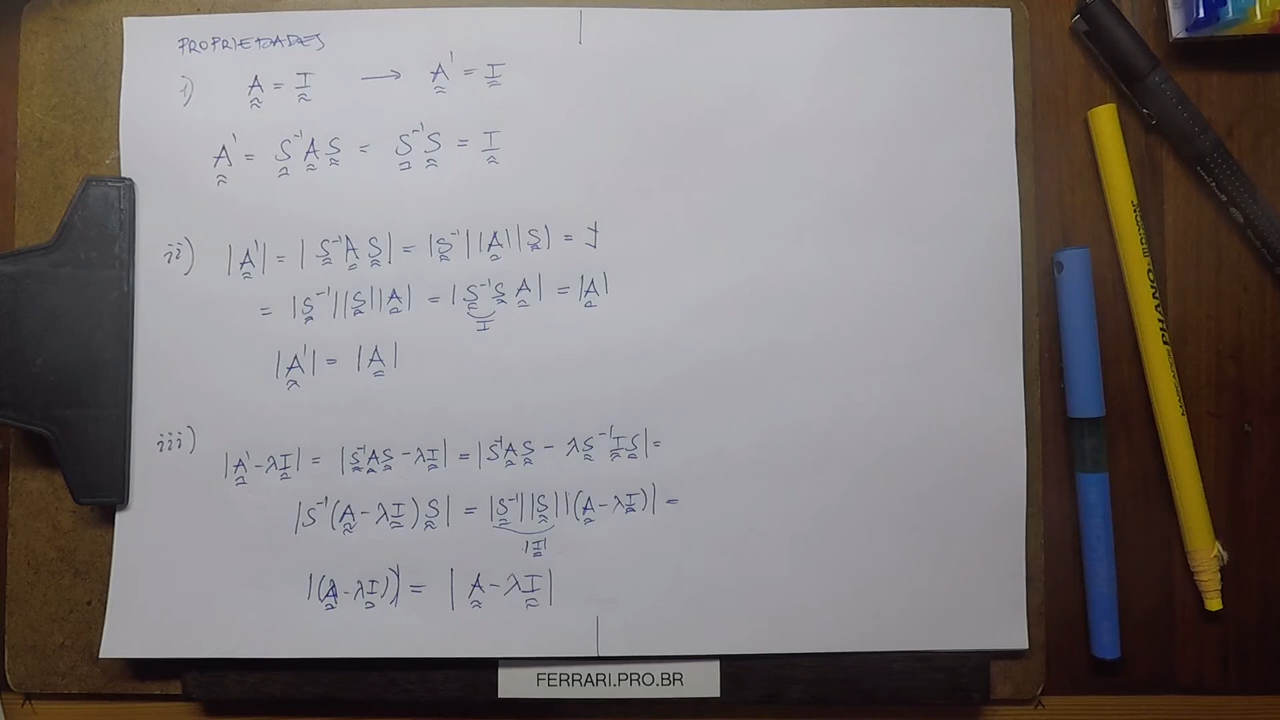 PROPRIEDADES
i) A = I → A' = I
A' = S⁻¹AS = S⁻¹S = I
ii) |A'| = |S⁻¹AS| = |S⁻¹||A||S| =
= |S⁻¹||S||A| = |S⁻¹SA| = |A|
I
|A'| = |A|
iii) |A'-λI| = |S⁻¹AS-λI| = |S⁻¹AS - λS⁻¹IS| =
|S⁻¹(A-λI)S| = |S⁻¹||S||(A-λI)| =
|I|
|(A-λI)| = |A-λI|
FERRARI.PRO.BR
PHANO